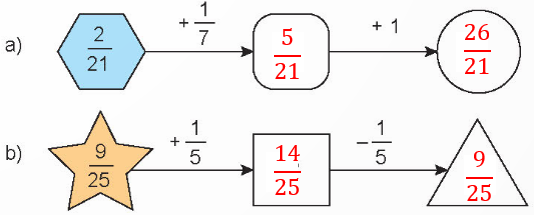 a) 2/21 + 1/7 5/21 + 1 26/21
b) 9/25 + 1/5 14/25 − 1/5 9/25